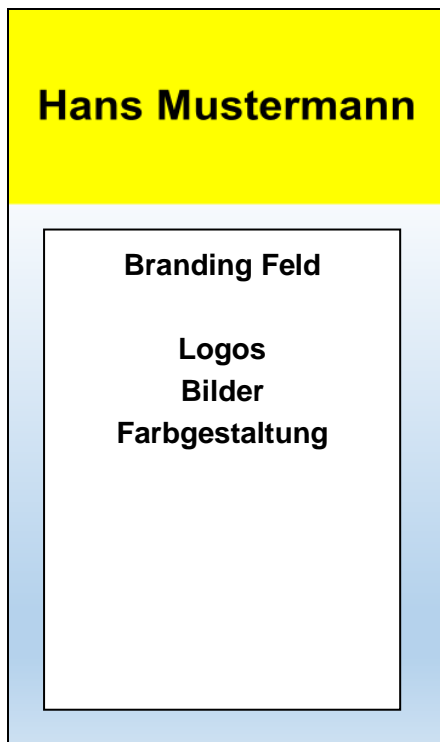 Hans Mustermann
Branding Feld
Logos
Bilder
Farbgestaltung